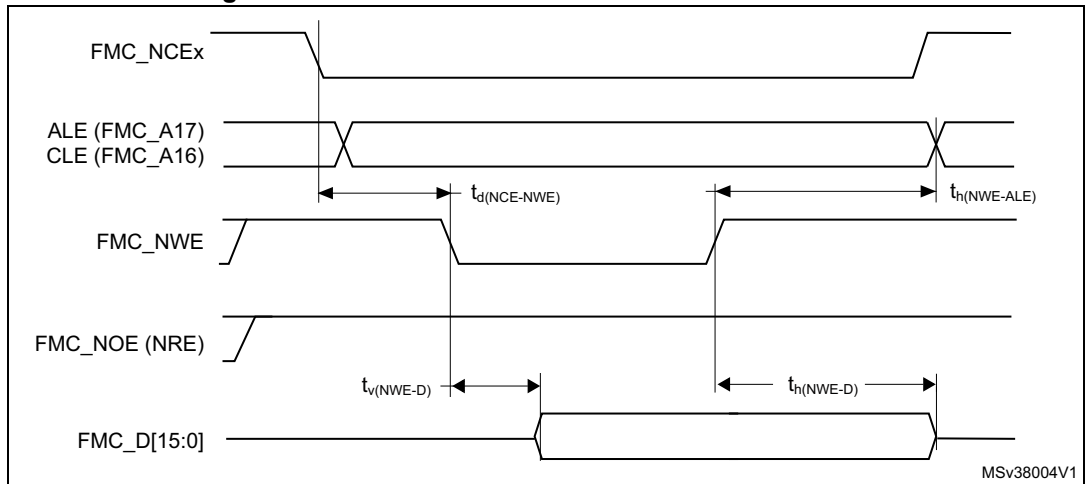 FMC_NCEx
ALE (FMC_A17)
CLE (FMC_A16)
td(NCE-NWE)
th(NWE-ALE)
FMC_NWE
FMC_NOE (NRE)
tv(NWE-D)
th(NWE-D)
FMC_D[15:0]
MSv38004V1